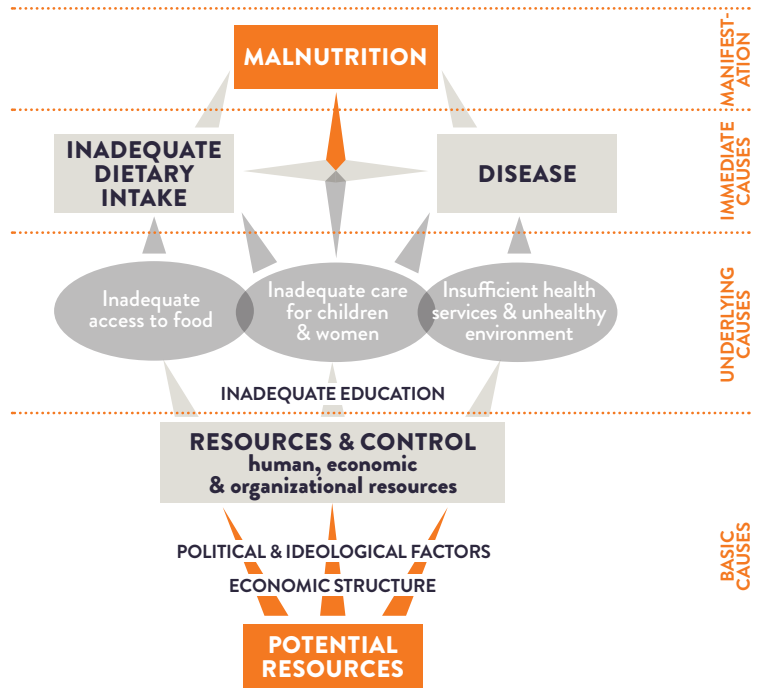 MALNUTRITION
MANIFEST-
ATION
INADEQUATE
DIETARY
INTAKE
DISEASE
IMMEDIATE
CAUSES
Inadequate
access to food
Inadequate care
for children
& women
Insufficient health
services & unhealthy
environment
UNDERLYING
CAUSES
INADEQUATE EDUCATION
RESOURCES & CONTROL
human, economic
& organizational resources
POLITICAL & IDEOLOGICAL FACTORS
ECONOMIC STRUCTURE
BASIC
CAUSES
POTENTIAL
RESOURCES